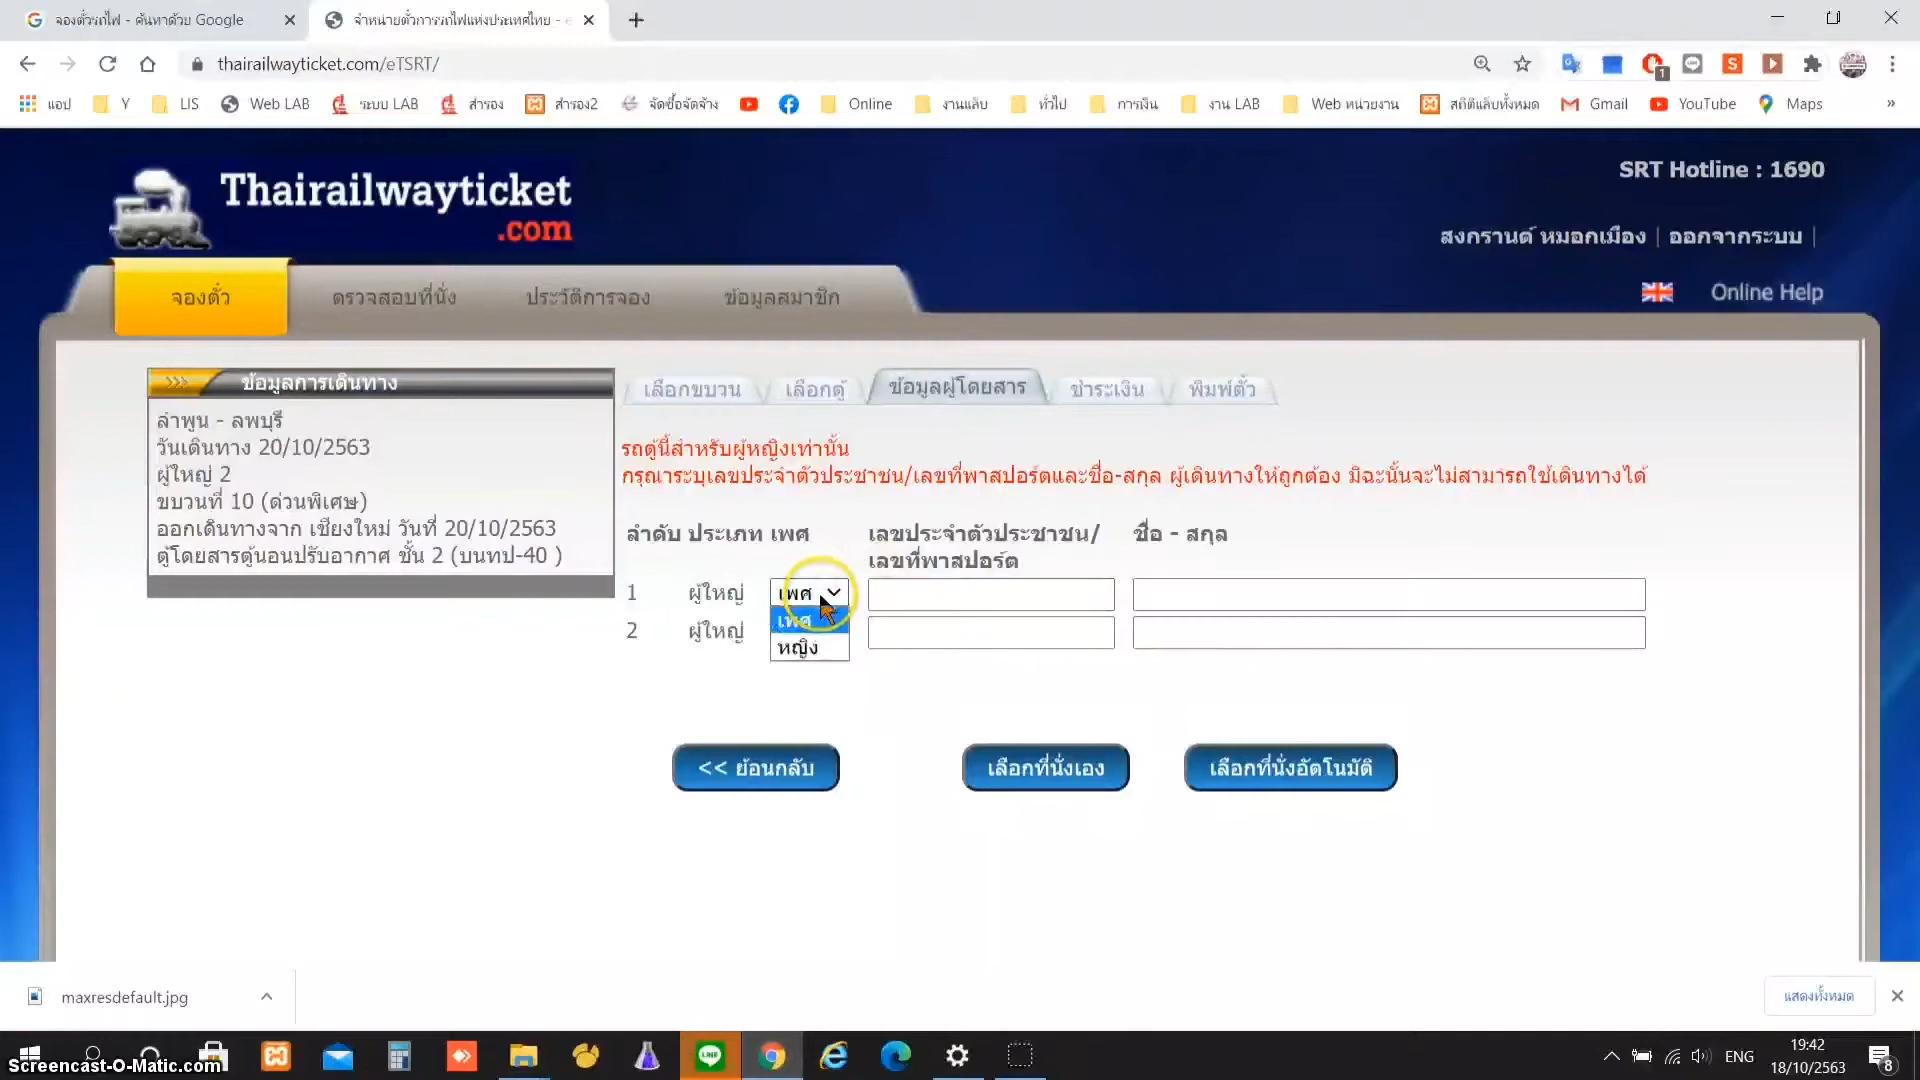 จองตั๋วรถไฟ - ค้นหาด้วย Google
จำหน่ายตั๋วการรถไฟแห่งประเทศไทย - e
thairailwayticket.com/eTSRT/
แอป
Y
LIS
Web LAB
ระบบ LAB
สำรอง
สำรอง2
จัดซื้อจัดจ้าง
Online
งานแล็บ
ทั่วไป
การเงิน
งาน LAB
Web หน่วยงาน
สถิติแล็บทั้งหมด
Gmail
YouTube
Maps
»
Thairailwayticket
.com
SRT Hotline : 1690
สงกรานต์ หมอกเมือง | ออกจากระบบ |
จองตั๋ว
ตรวจสอบที่นั่ง
ประวัติการจอง
ข้อมูลสมาชิก
Online Help
ข้อมูลการเดินทาง
ลำพูน - ลพบุรี
วันเดินทาง 20/10/2563
ผู้ใหญ่ 2
ขบวนที่ 10 (ด่วนพิเศษ)
ออกเดินทางจาก เชียงใหม่ วันที่ 20/10/2563
ตู้โดยสารตู้นอนปรับอากาศ ชั้น 2 (บนทป-40 )
เลือกขบวน
เลือกตู้
ข้อมูลผู้โดยสาร
ชำระเงิน
พิมพ์ตั๋ว
รถตู้นี้สำหรับผู้หญิงเท่านั้น
กรุณาระบุเลขประจำตัวประชาชน/เลขที่พาสปอร์ตและชื่อ-สกุล ผู้เดินทางให้ถูกต้อง มิฉะนั้นจะไม่สามารถใช้เดินทางได้
ลำดับ ประเภท เพศ เลขประจำตัวประชาชน/ ชื่อ - สกุล
เลขที่พาสปอร์ต
1 ผู้ใหญ่ เพศ
เพศ
2 ผู้ใหญ่
หญิง
<< ย้อนกลับ
เลือกที่นั่งเอง
เลือกที่นั่งอัตโนมัติ
maxresdefault.jpg
แสดงทั้งหมด
Screencast-O-Matic.com
ENG
19:42
18/10/2563
8